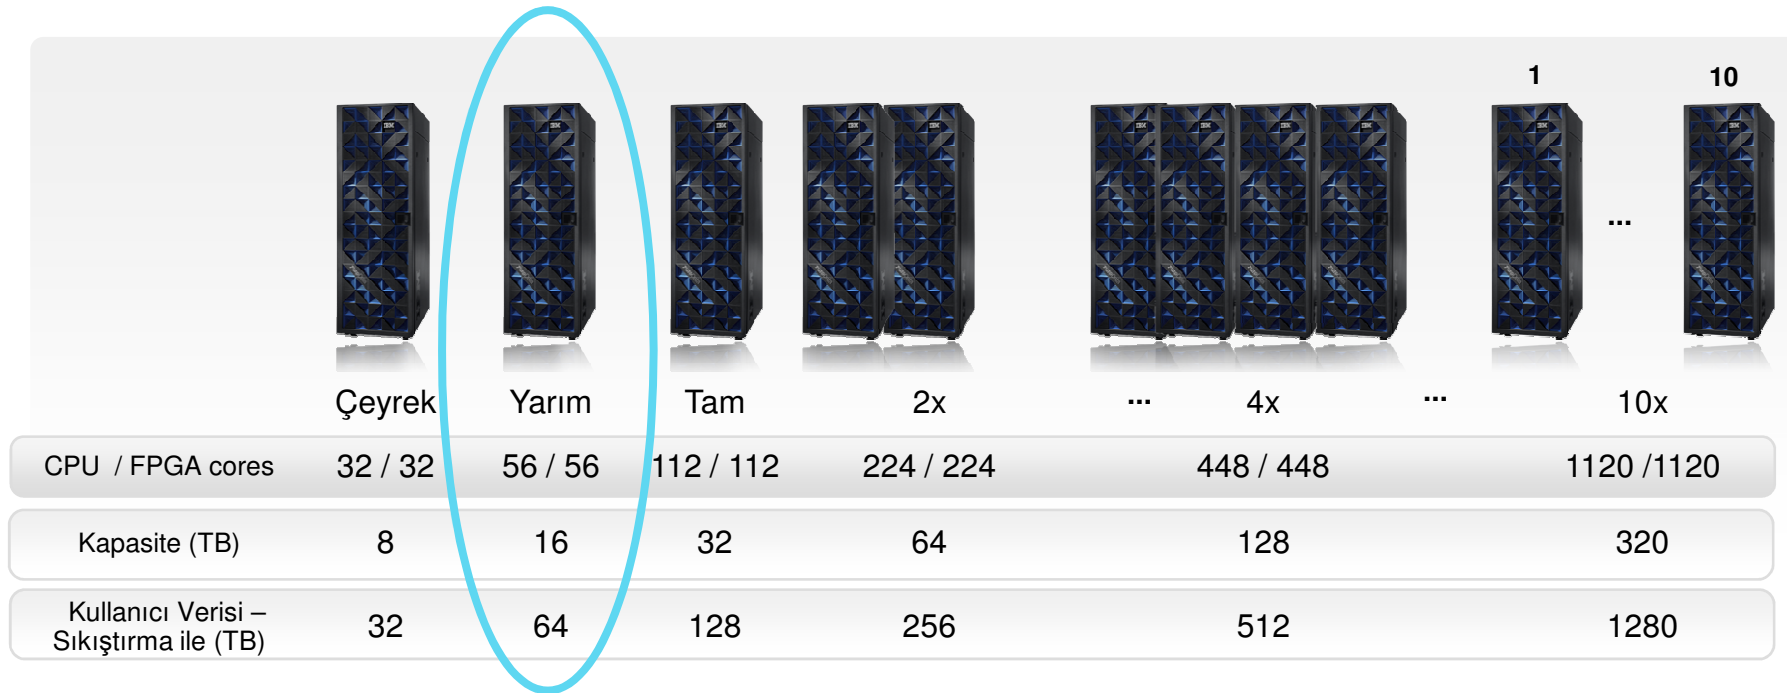 1 10
... 
Çeyrek Yarım Tam 2x ... 4x ... 10x
CPU / FPGA cores 32 / 32 56 / 56 112 / 112 224 / 224 448 / 448 1120 /1120
Kapasite (TB) 8 16 32 64 128 320
Kullanıcı Verisi –
Sıkıştırma ile (TB) 32 64 128 256 512 1280